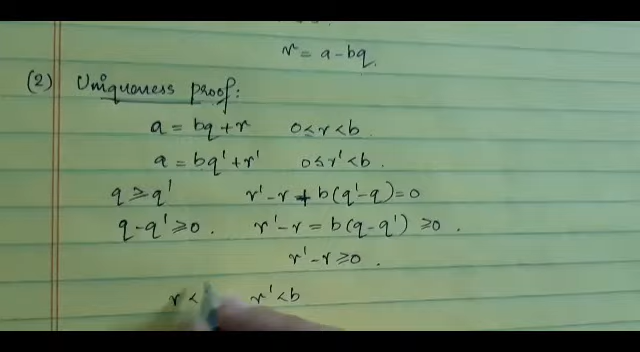 r = a - bq.
(2) Uniqueness proof:
a = bq + r 0 ≤ r < b.
a = bq' + r' 0 ≤ r' < b.
q ≥ q' r' - r + b(q' - q) = 0
q - q' ≥ 0. r' - r = b(q - q') ≥ 0.
r' - r ≥ 0.
r < r' < b